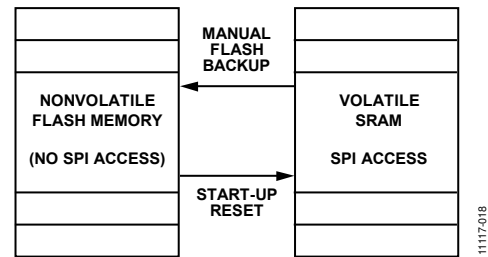 MANUAL
FLASH
BACKUP
NONVOLATILE
FLASH MEMORY
(NO SPI ACCESS)
VOLATILE
SRAM
SPI ACCESS
START-UP
RESET
11117-018